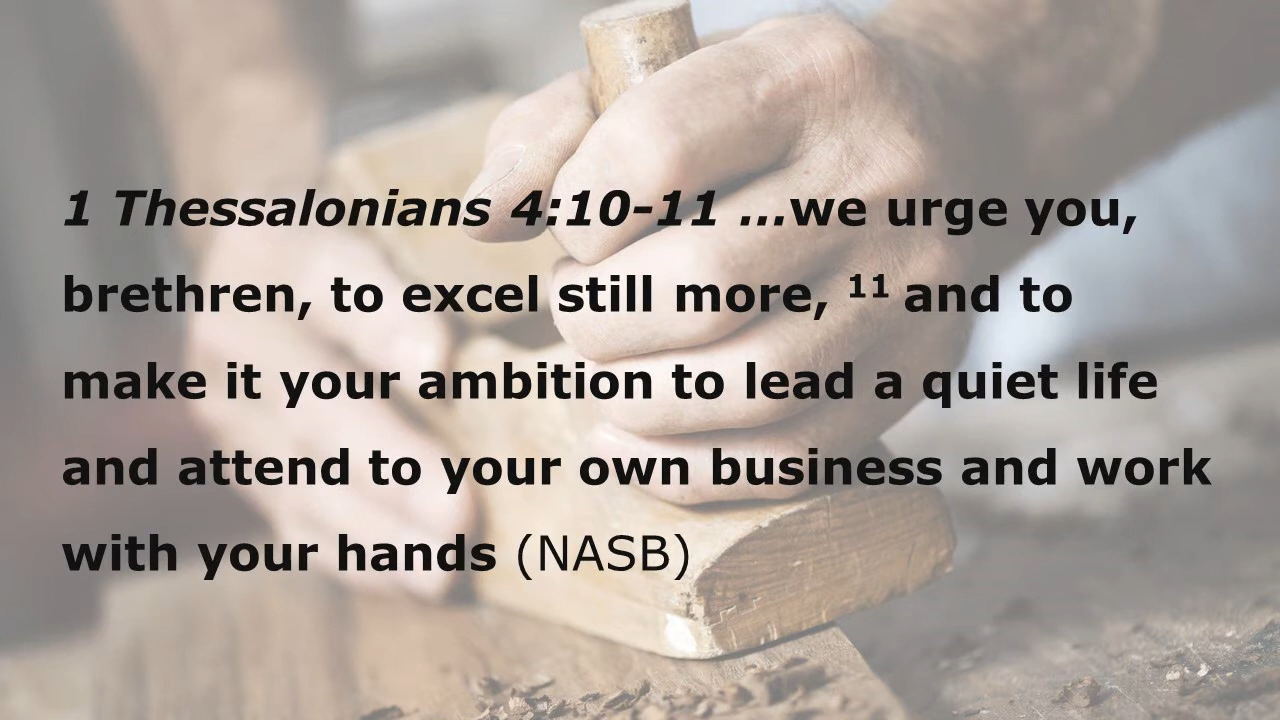 1 Thessalonians 4:10-11 …we urge you,
brethren, to excel still more, ¹¹ and to
make it your ambition to lead a quiet life
and attend to your own business and work
with your hands (NASB)